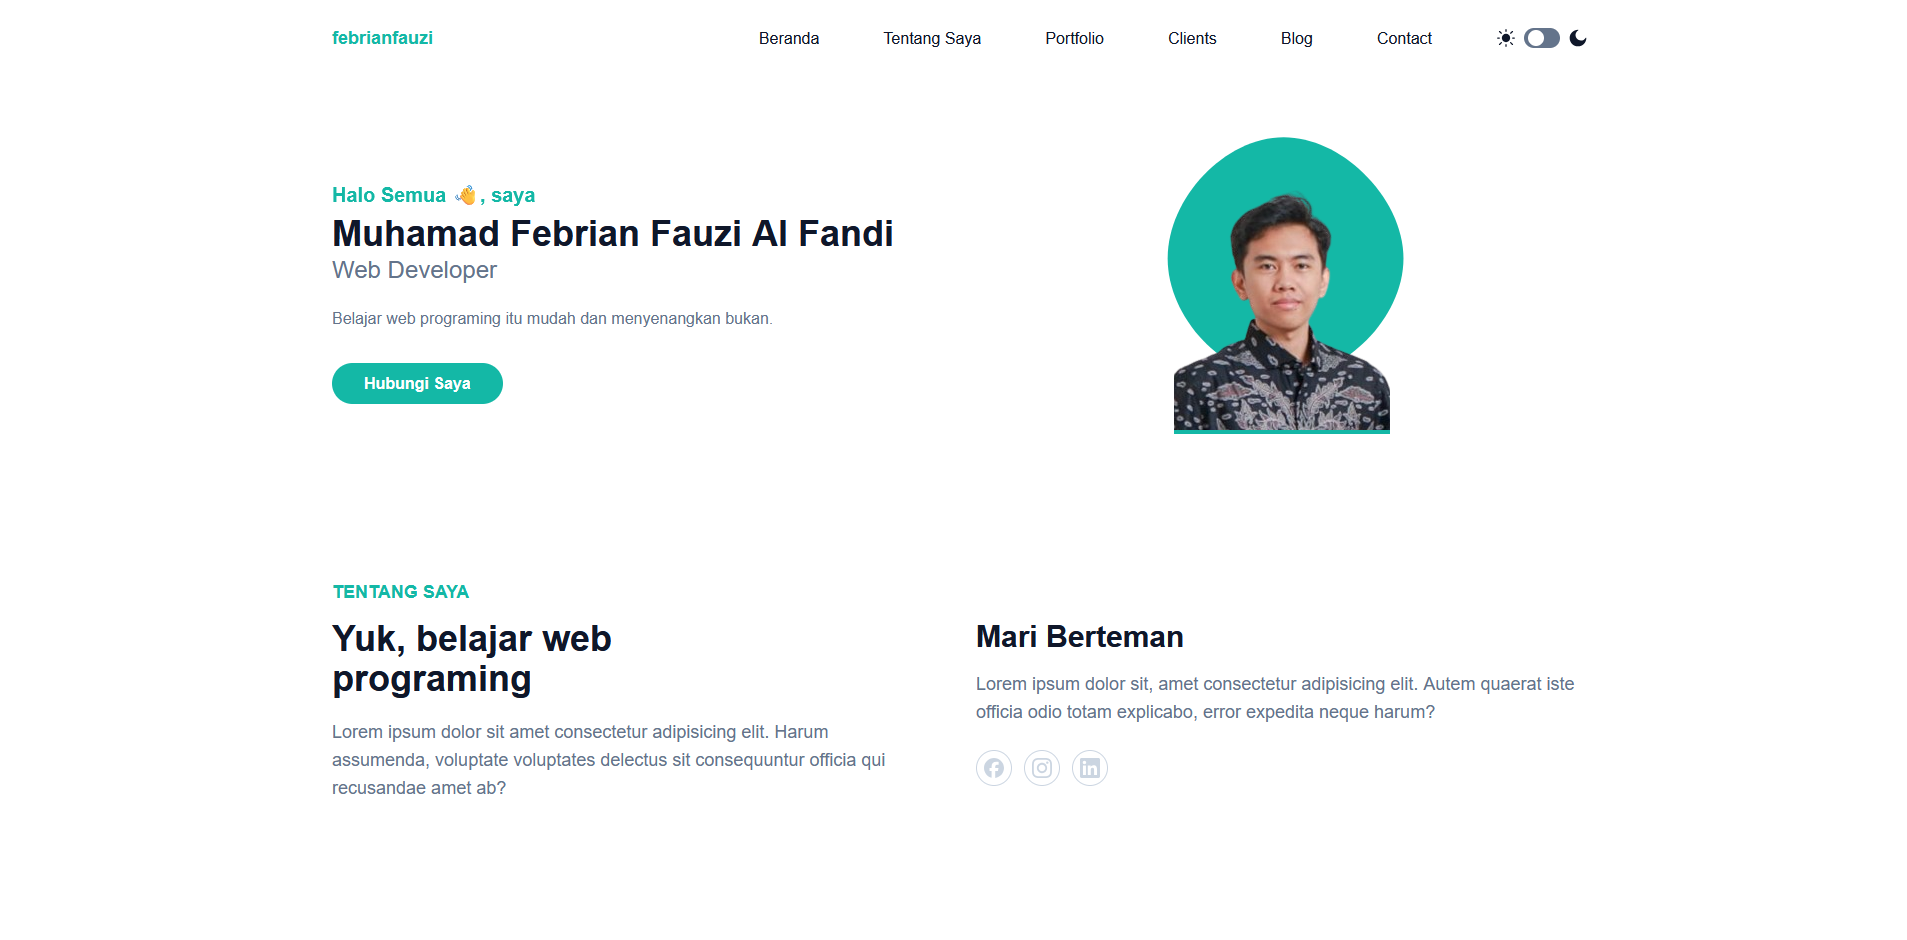 febrianfauzi
Beranda Tentang Saya Portfolio Clients Blog Contact
Halo Semua 👋, saya
Muhamad Febrian Fauzi Al Fandi
Web Developer
Belajar web programing itu mudah dan menyenangkan bukan.
Hubungi Saya
TENTANG SAYA
Yuk, belajar web
programing
Lorem ipsum dolor sit amet consectetur adipisicing elit. Harum
assumenda, voluptate voluptates delectus sit consequuntur officia qui
recusandae amet ab?
Mari Berteman
Lorem ipsum dolor sit, amet consectetur adipisicing elit. Autem quaerat iste
officia odio totam explicabo, error expedita neque harum?